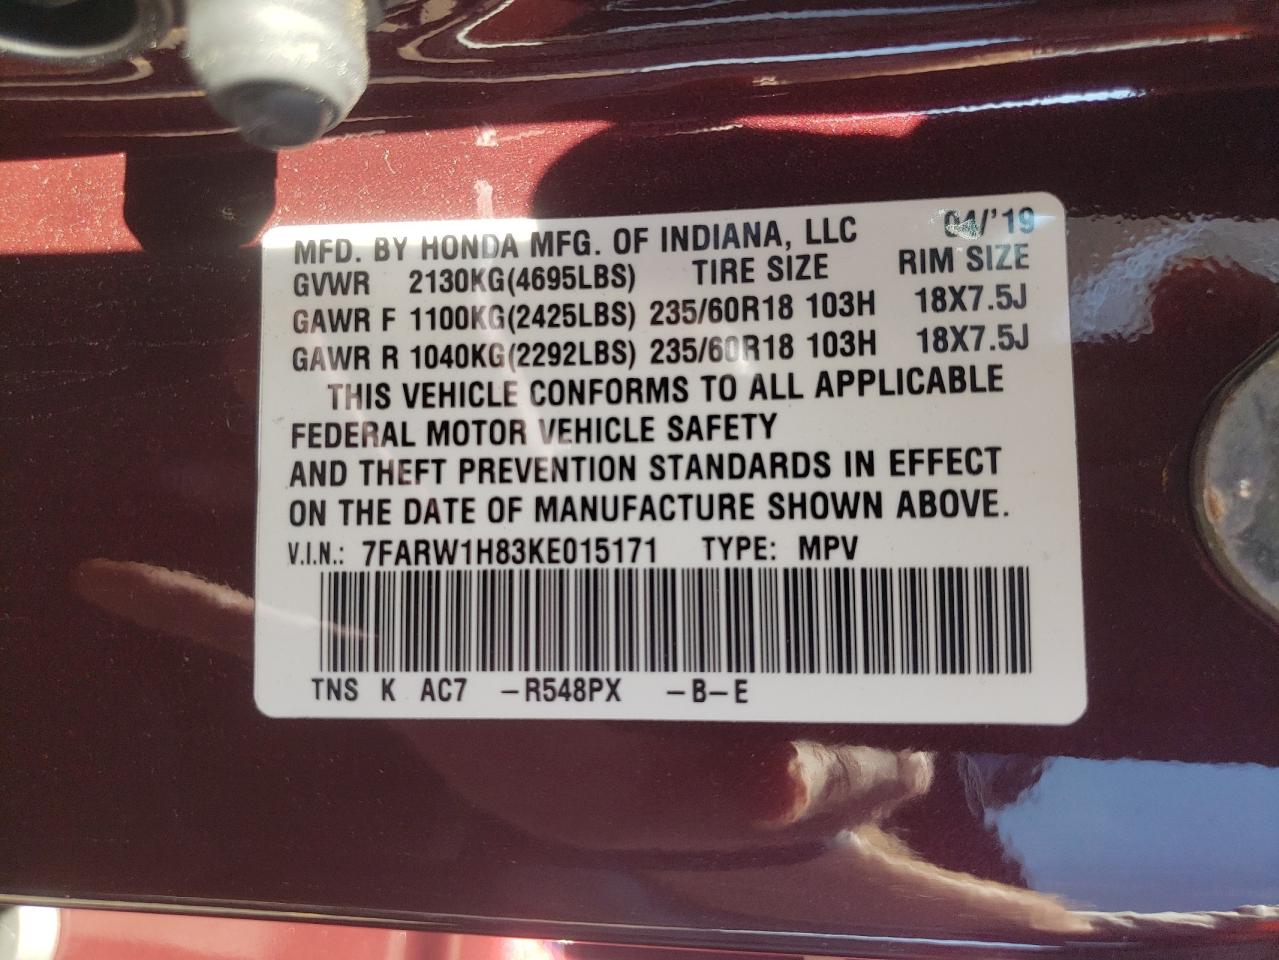 MFD. BY HONDA MFG. OF INDIANA, LLC 04/'19
GVWR 2130KG(4695LBS) TIRE SIZE RIM SIZE
GAWR F 1100KG(2425LBS) 235/60R18 103H 18X7.5J
GAWR R 1040KG(2292LBS) 235/60R18 103H 18X7.5J
THIS VEHICLE CONFORMS TO ALL APPLICABLE
FEDERAL MOTOR VEHICLE SAFETY
AND THEFT PREVENTION STANDARDS IN EFFECT
ON THE DATE OF MANUFACTURE SHOWN ABOVE.
V.I.N.: 7FARW1H83KE015171 TYPE: MPV
TNS K AC7 -R548PX -B-E